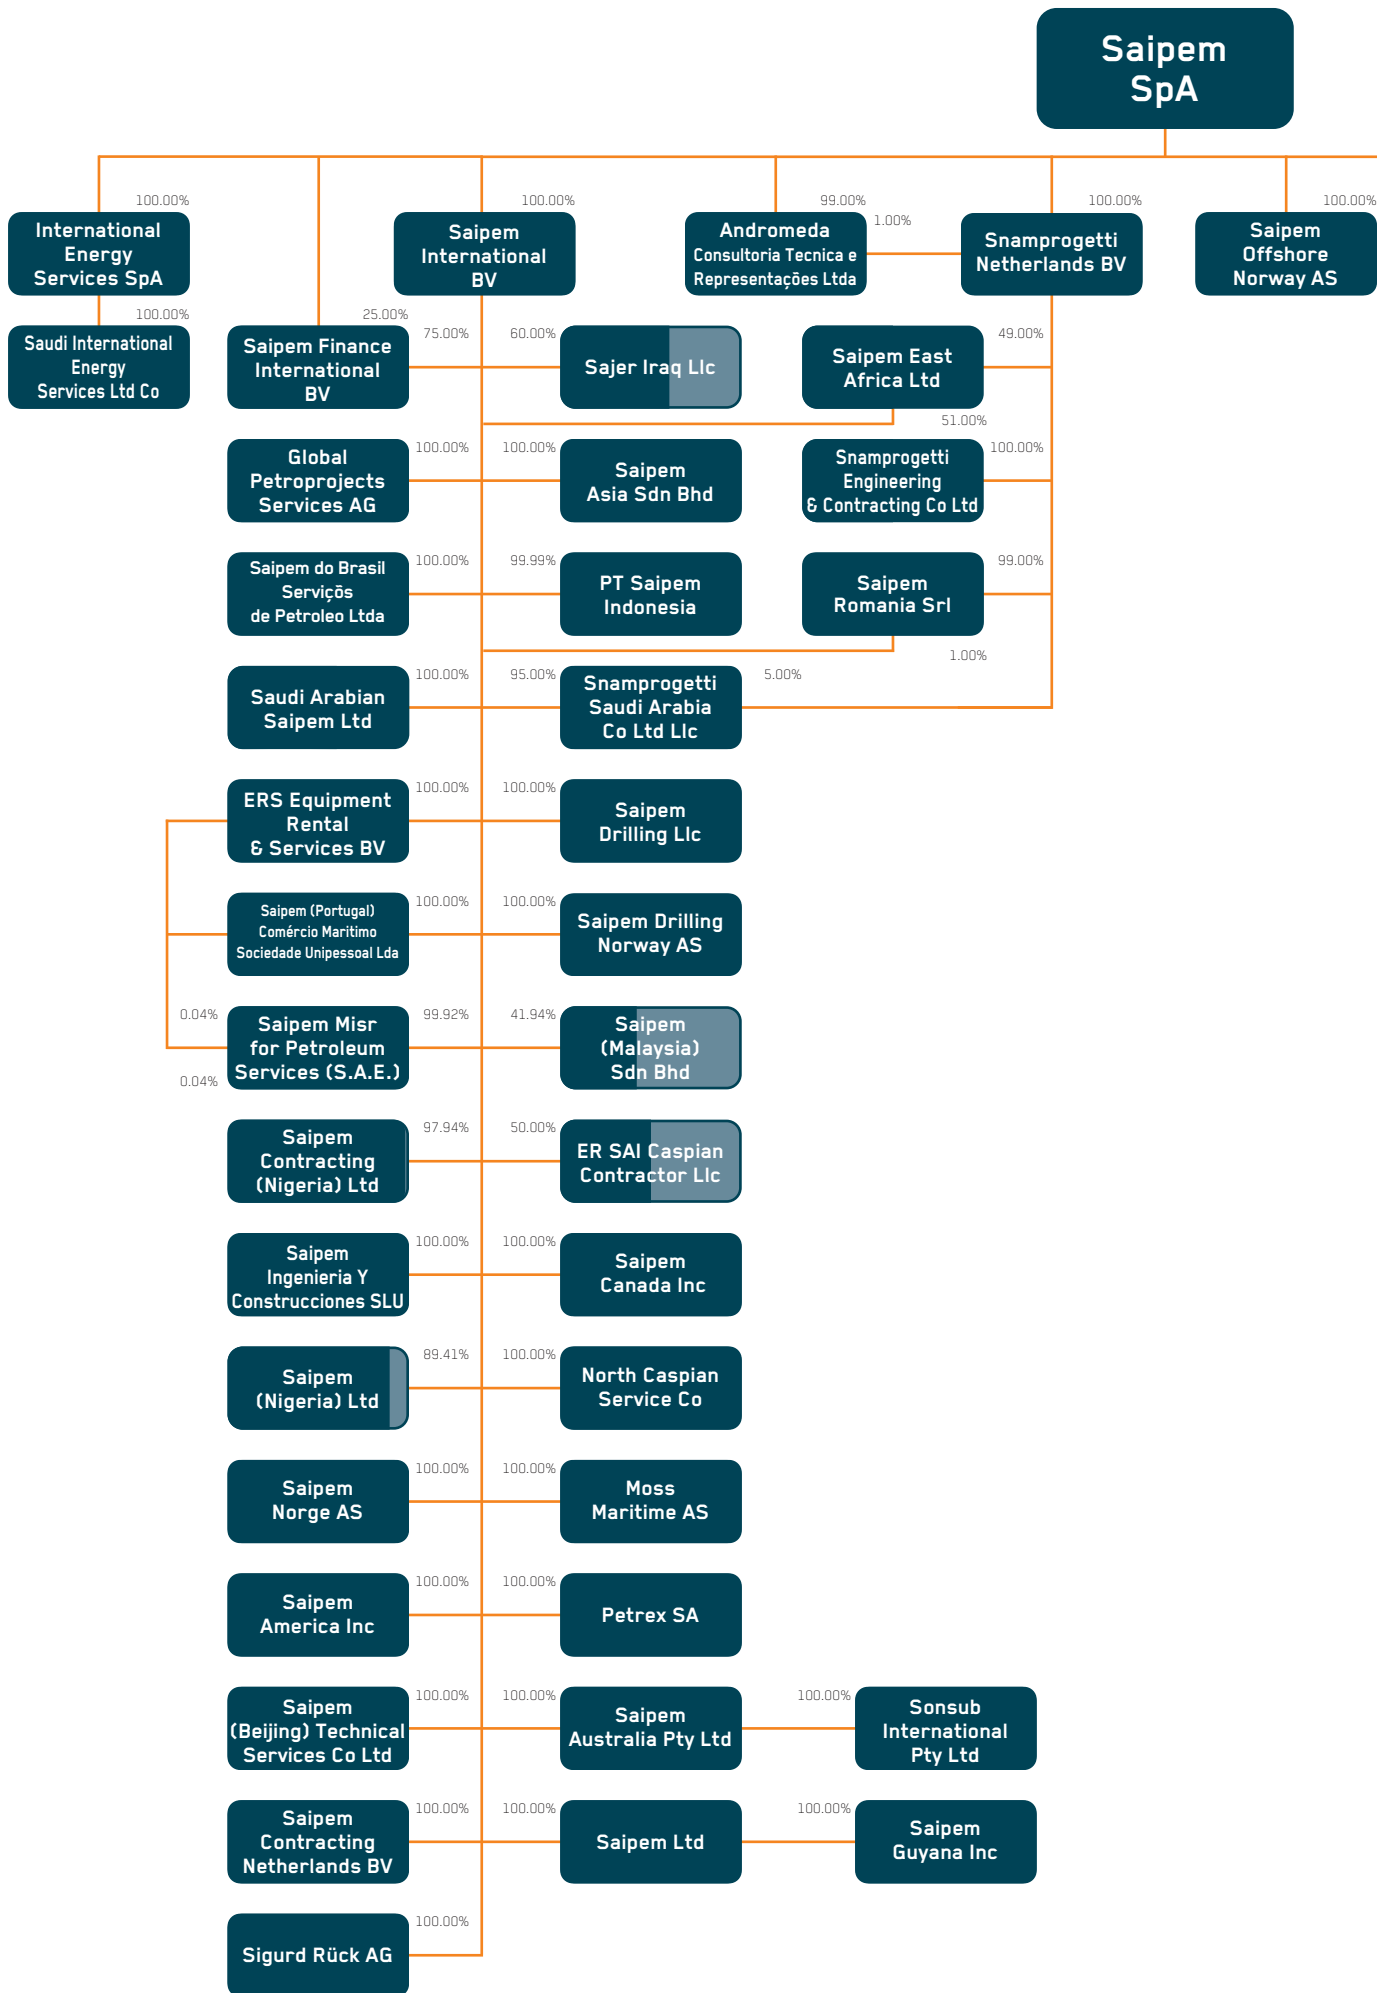 Saipem
SpA
100.00%
International
Energy
Services SpA
100.00%
Saipem
International
BV
99.00%
Andromeda
Consultoria Tecnica e
Representações Ltda
1.00%
100.00%
Snamprogetti
Netherlands BV
100.00%
Saipem
Offshore
Norway AS
100.00%
Saudi International
Energy
Services Ltd Co
25.00%
Saipem Finance
International
BV
75.00%
60.00%
Sajer Iraq Llc
Saipem East
Africa Ltd
49.00%
51.00%
Global
Petroprojects
Services AG
100.00%
100.00%
Saipem
Asia Sdn Bhd
Snamprogetti
Engineering
& Contracting Co Ltd
100.00%
Saipem do Brasil
Serviçõs
de Petroleo Ltda
100.00%
99.99%
PT Saipem
Indonesia
Saipem
Romania Srl
99.00%
1.00%
Saudi Arabian
Saipem Ltd
100.00%
95.00%
Snamprogetti
Saudi Arabia
Co Ltd Llc
5.00%
ERS Equipment
Rental
& Services BV
100.00%
100.00%
Saipem
Drilling Llc
Saipem (Portugal)
Comércio Maritimo
Sociedade Unipessoal Lda
100.00%
100.00%
Saipem Drilling
Norway AS
0.04%
0.04%
Saipem Misr
for Petroleum
Services (S.A.E.)
99.92%
41.94%
Saipem
(Malaysia)
Sdn Bhd
Saipem
Contracting
(Nigeria) Ltd
97.94%
50.00%
ER SAI Caspian
Contractor Llc
Saipem
Ingenieria Y
Construcciones SLU
100.00%
100.00%
Saipem
Canada Inc
Saipem
(Nigeria) Ltd
89.41%
100.00%
North Caspian
Service Co
Saipem
Norge AS
100.00%
100.00%
Moss
Maritime AS
Saipem
America Inc
100.00%
100.00%
Petrex SA
Saipem
(Beijing) Technical
Services Co Ltd
100.00%
100.00%
Saipem
Australia Pty Ltd
100.00%
Sonsub
International
Pty Ltd
Saipem
Contracting
Netherlands BV
100.00%
100.00%
Saipem Ltd
100.00%
Saipem
Guyana Inc
Sigurd Rück AG
100.00%